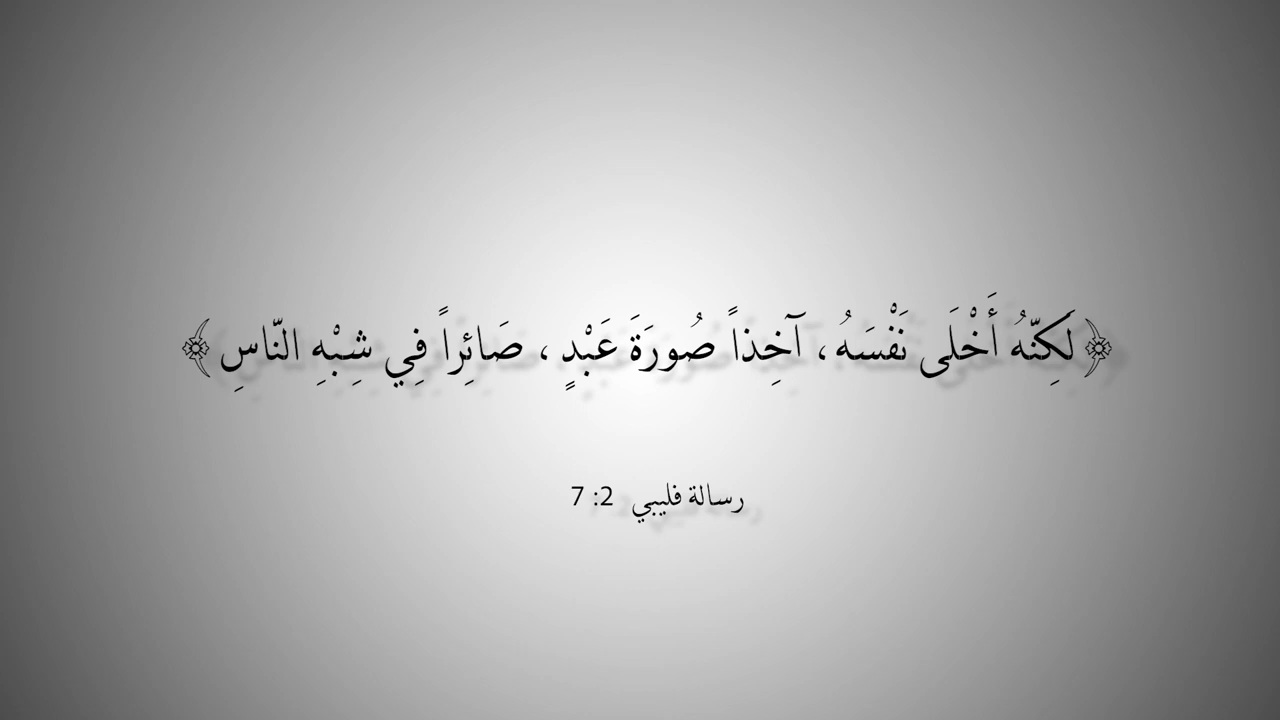 ﴿لَكِنّهُ أَخْلَى نَفْسَهُ، آخِذاً صُورَةَ عَبْدٍ، صَائِراً فِي شِبْهِ النّاسِ﴾
رسالة فليبي 2: 7